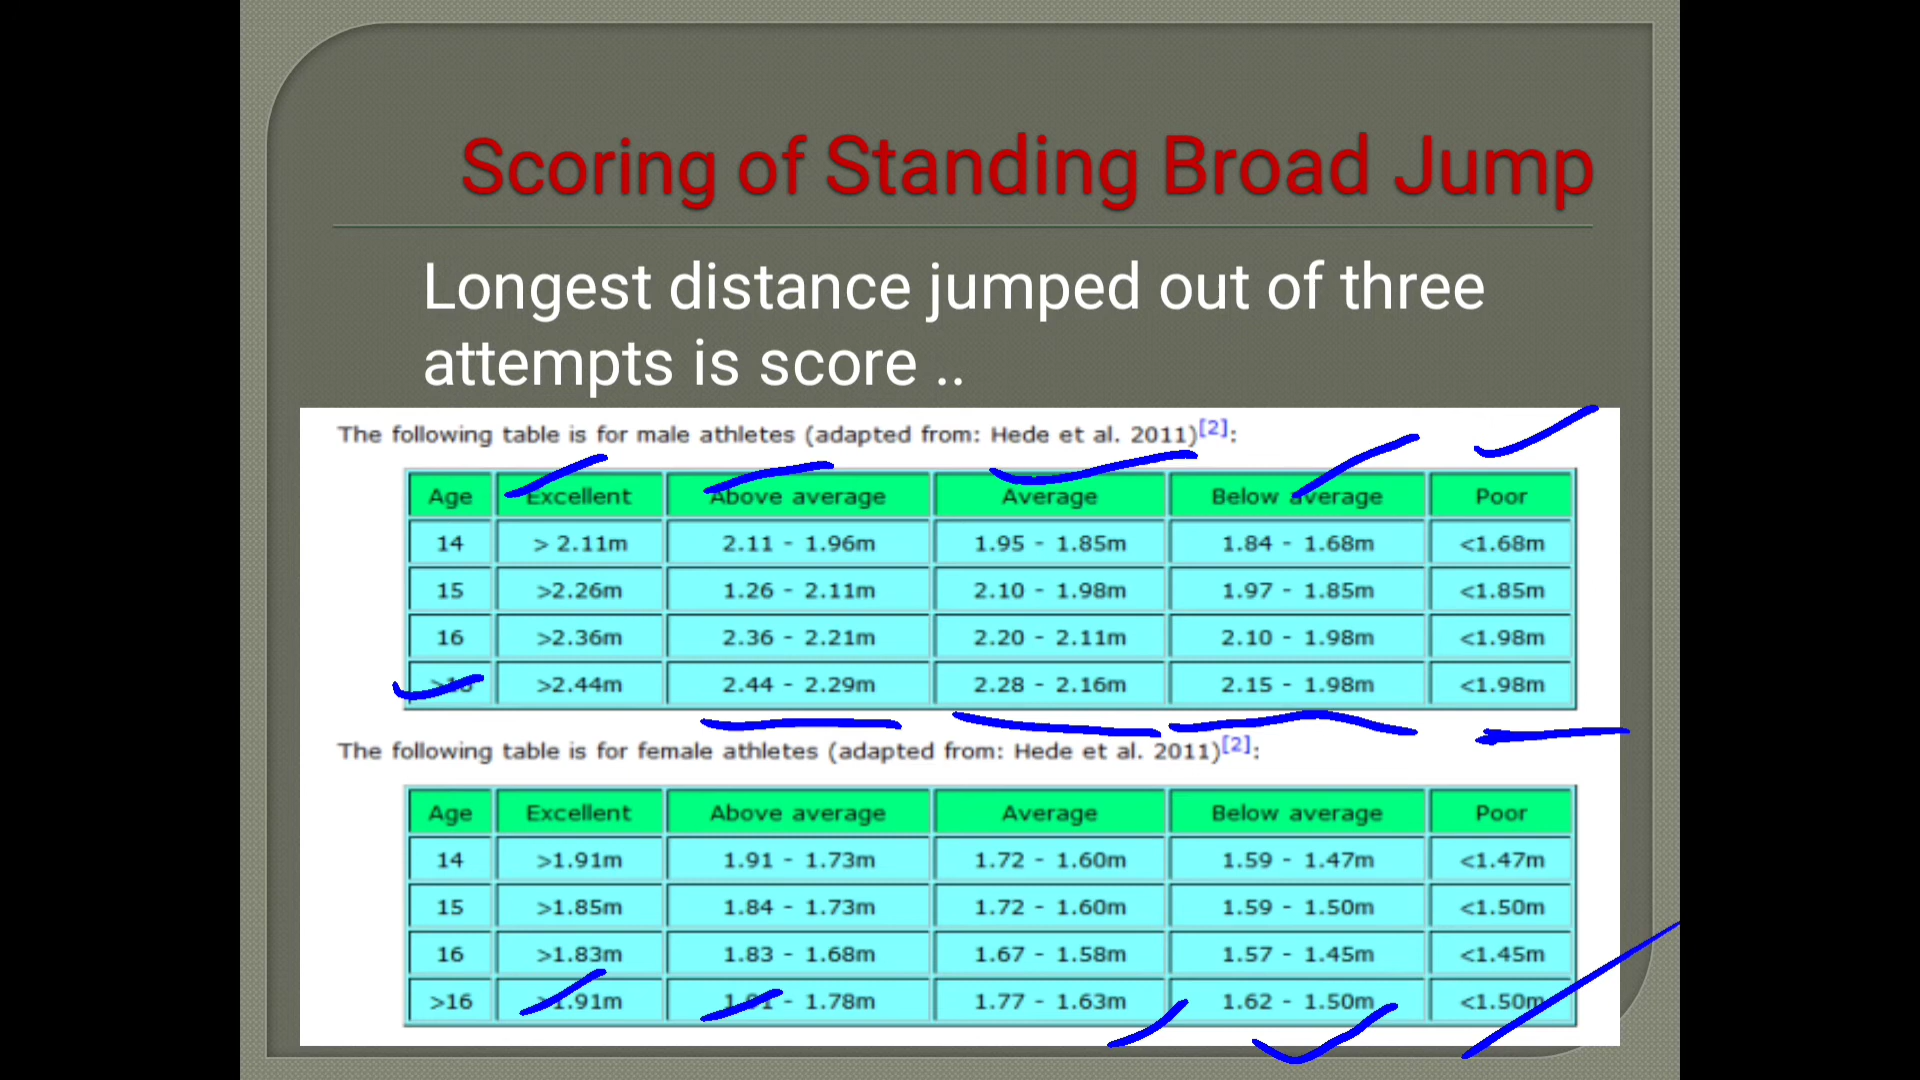 Scoring of Standing Broad Jump
Longest distance jumped out of three
attempts is score ..
The following table is for male athletes (adapted from: Hede et al. 2011)[2]:
Age Excellent Above average Average Below average Poor
14 > 2.11m 2.11 - 1.96m 1.95 - 1.85m 1.84 - 1.68m <1.68m
15 >2.26m 1.26 - 2.11m 2.10 - 1.98m 1.97 - 1.85m <1.85m
16 >2.36m 2.36 - 2.21m 2.20 - 2.11m 2.10 - 1.98m <1.98m
>16 >2.44m 2.44 - 2.29m 2.28 - 2.16m 2.15 - 1.98m <1.98m
The following table is for female athletes (adapted from: Hede et al. 2011)[2]:
Age Excellent Above average Average Below average Poor
14 >1.91m 1.91 - 1.73m 1.72 - 1.60m 1.59 - 1.47m <1.47m
15 >1.85m 1.84 - 1.73m 1.72 - 1.60m 1.59 - 1.50m <1.50m
16 >1.83m 1.83 - 1.68m 1.67 - 1.58m 1.57 - 1.45m <1.45m
>16 >1.91m 1.91 - 1.78m 1.77 - 1.63m 1.62 - 1.50m <1.50m